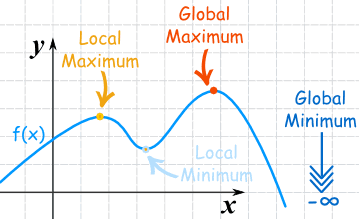 Global
Maximum
y
Local
Maximum
Global
Minimum
f(x)
Local
Minimum
x
-∞